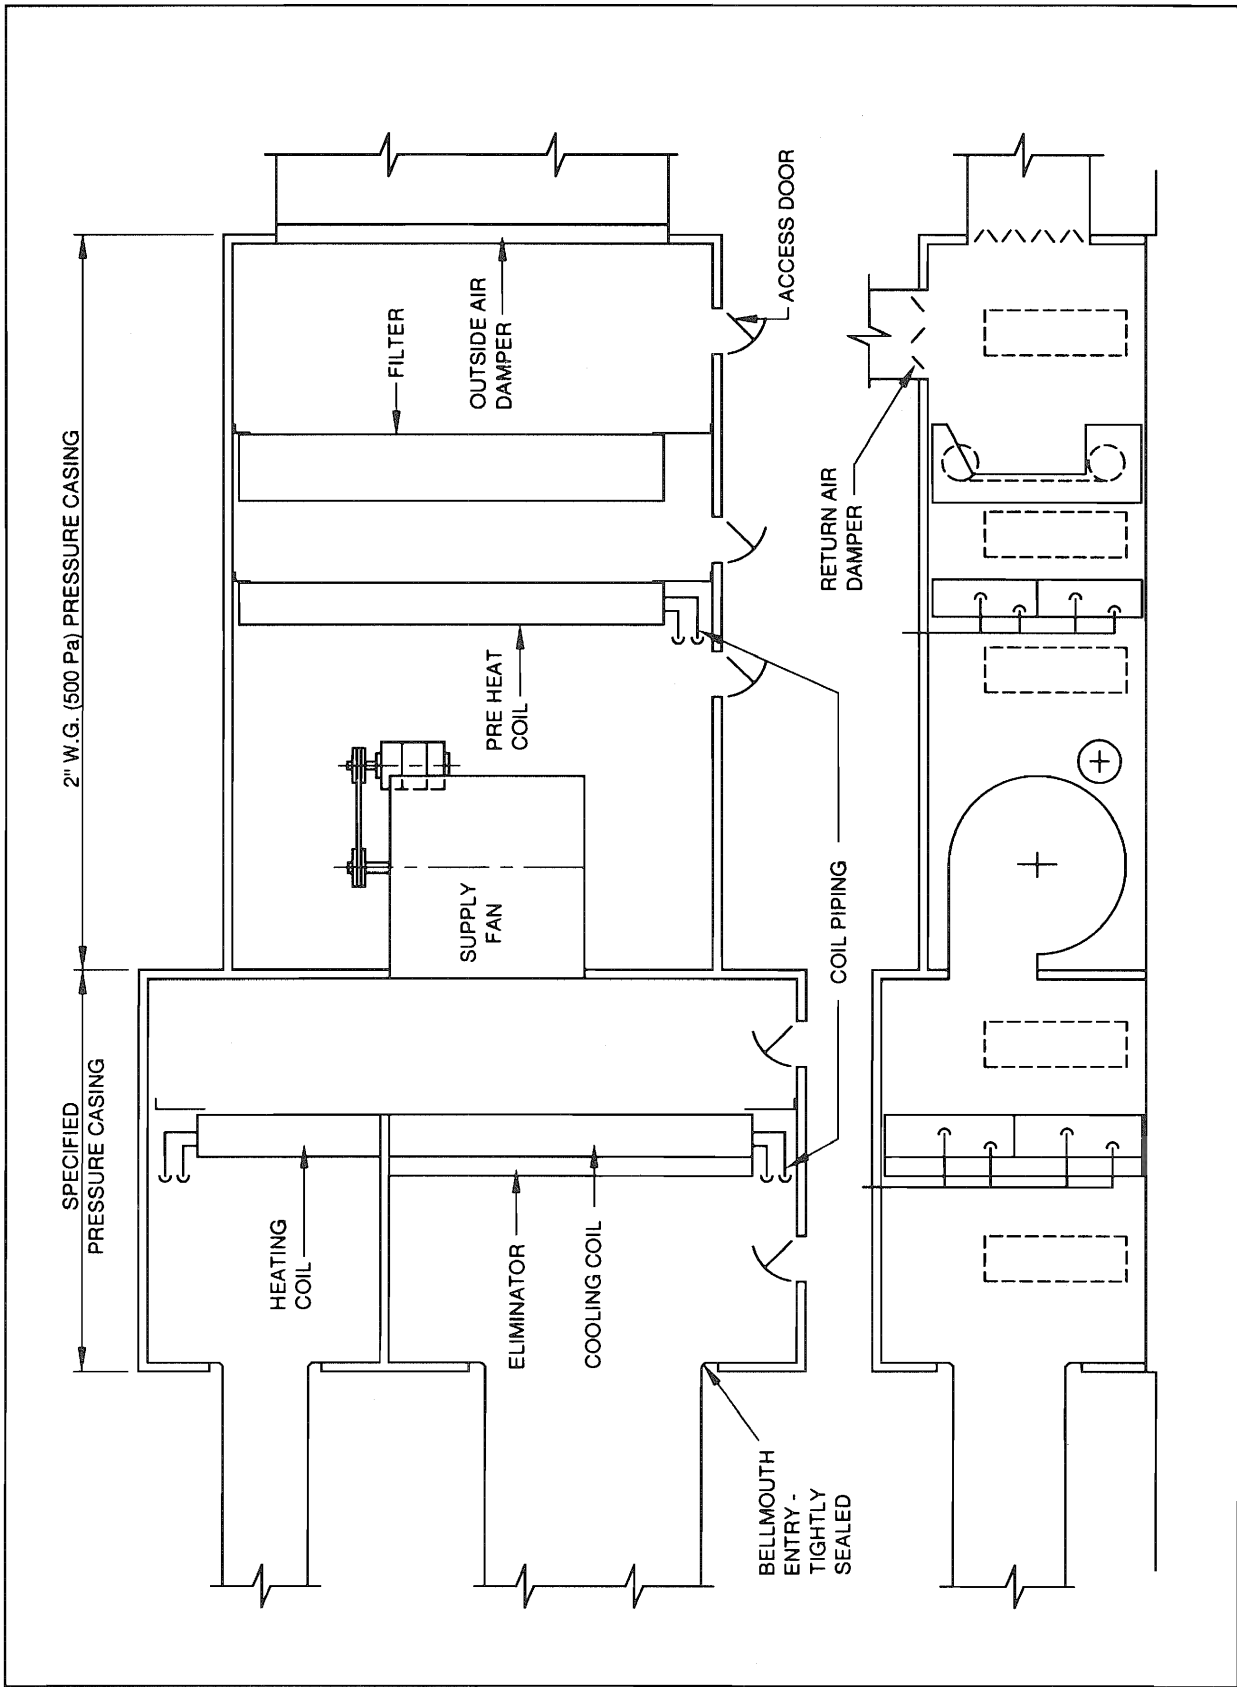 SPECIFIED
PRESSURE CASING
2" W.G. (500 Pa) PRESSURE CASING
HEATING
COIL
SUPPLY
FAN
PRE HEAT
COIL
FILTER
OUTSIDE AIR
DAMPER
ELIMINATOR
COOLING COIL
ACCESS DOOR
BELLMOUTH
ENTRY -
TIGHTLY
SEALED
COIL PIPING
RETURN AIR
DAMPER